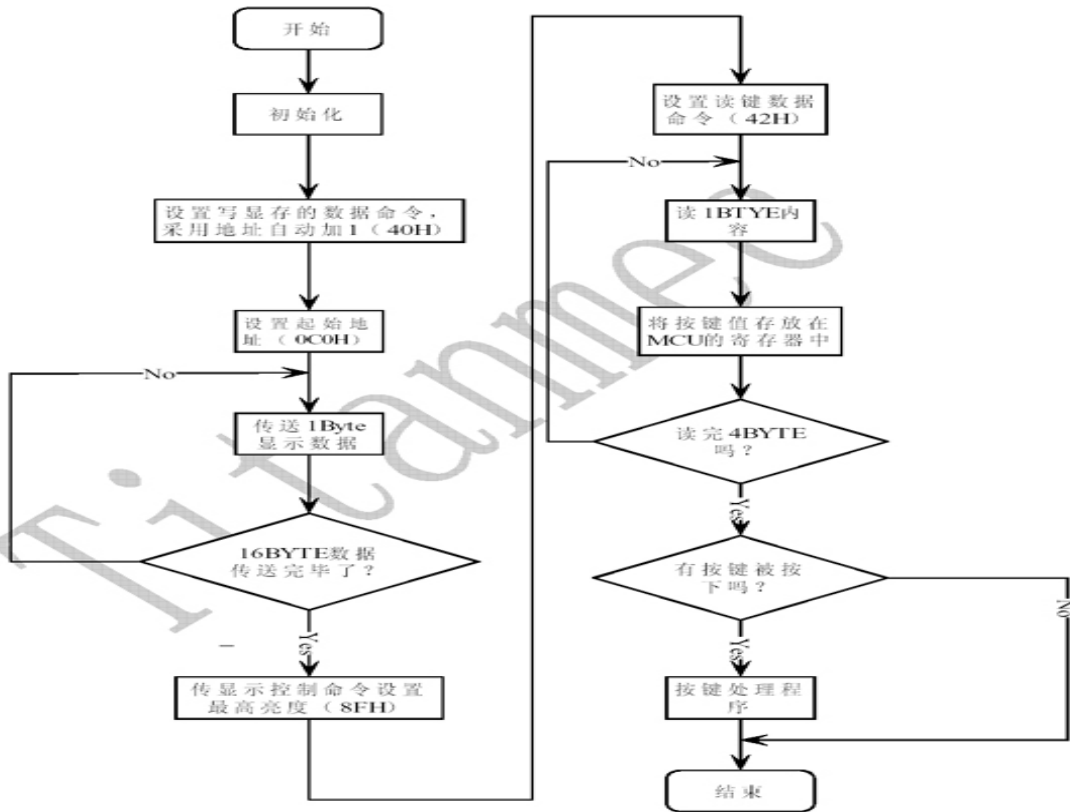 开始
初始化
设置写显存的数据命令，
采用地址自动加1（40H）
设置起始地
址（0C0H）
No
传送1Byte
显示数据
16BYTE数据
传送完毕了？
Yes
传显示控制命令设置
最高亮度（8FH）
设置读键数据
命令（42H）
No
读1BTYE内
容
将按键值存放在
MCU的寄存器中
读完4BYTE
吗？
Yes
有按键被按
下吗？
No
Yes
按键处理程
序
结束
Titanmec